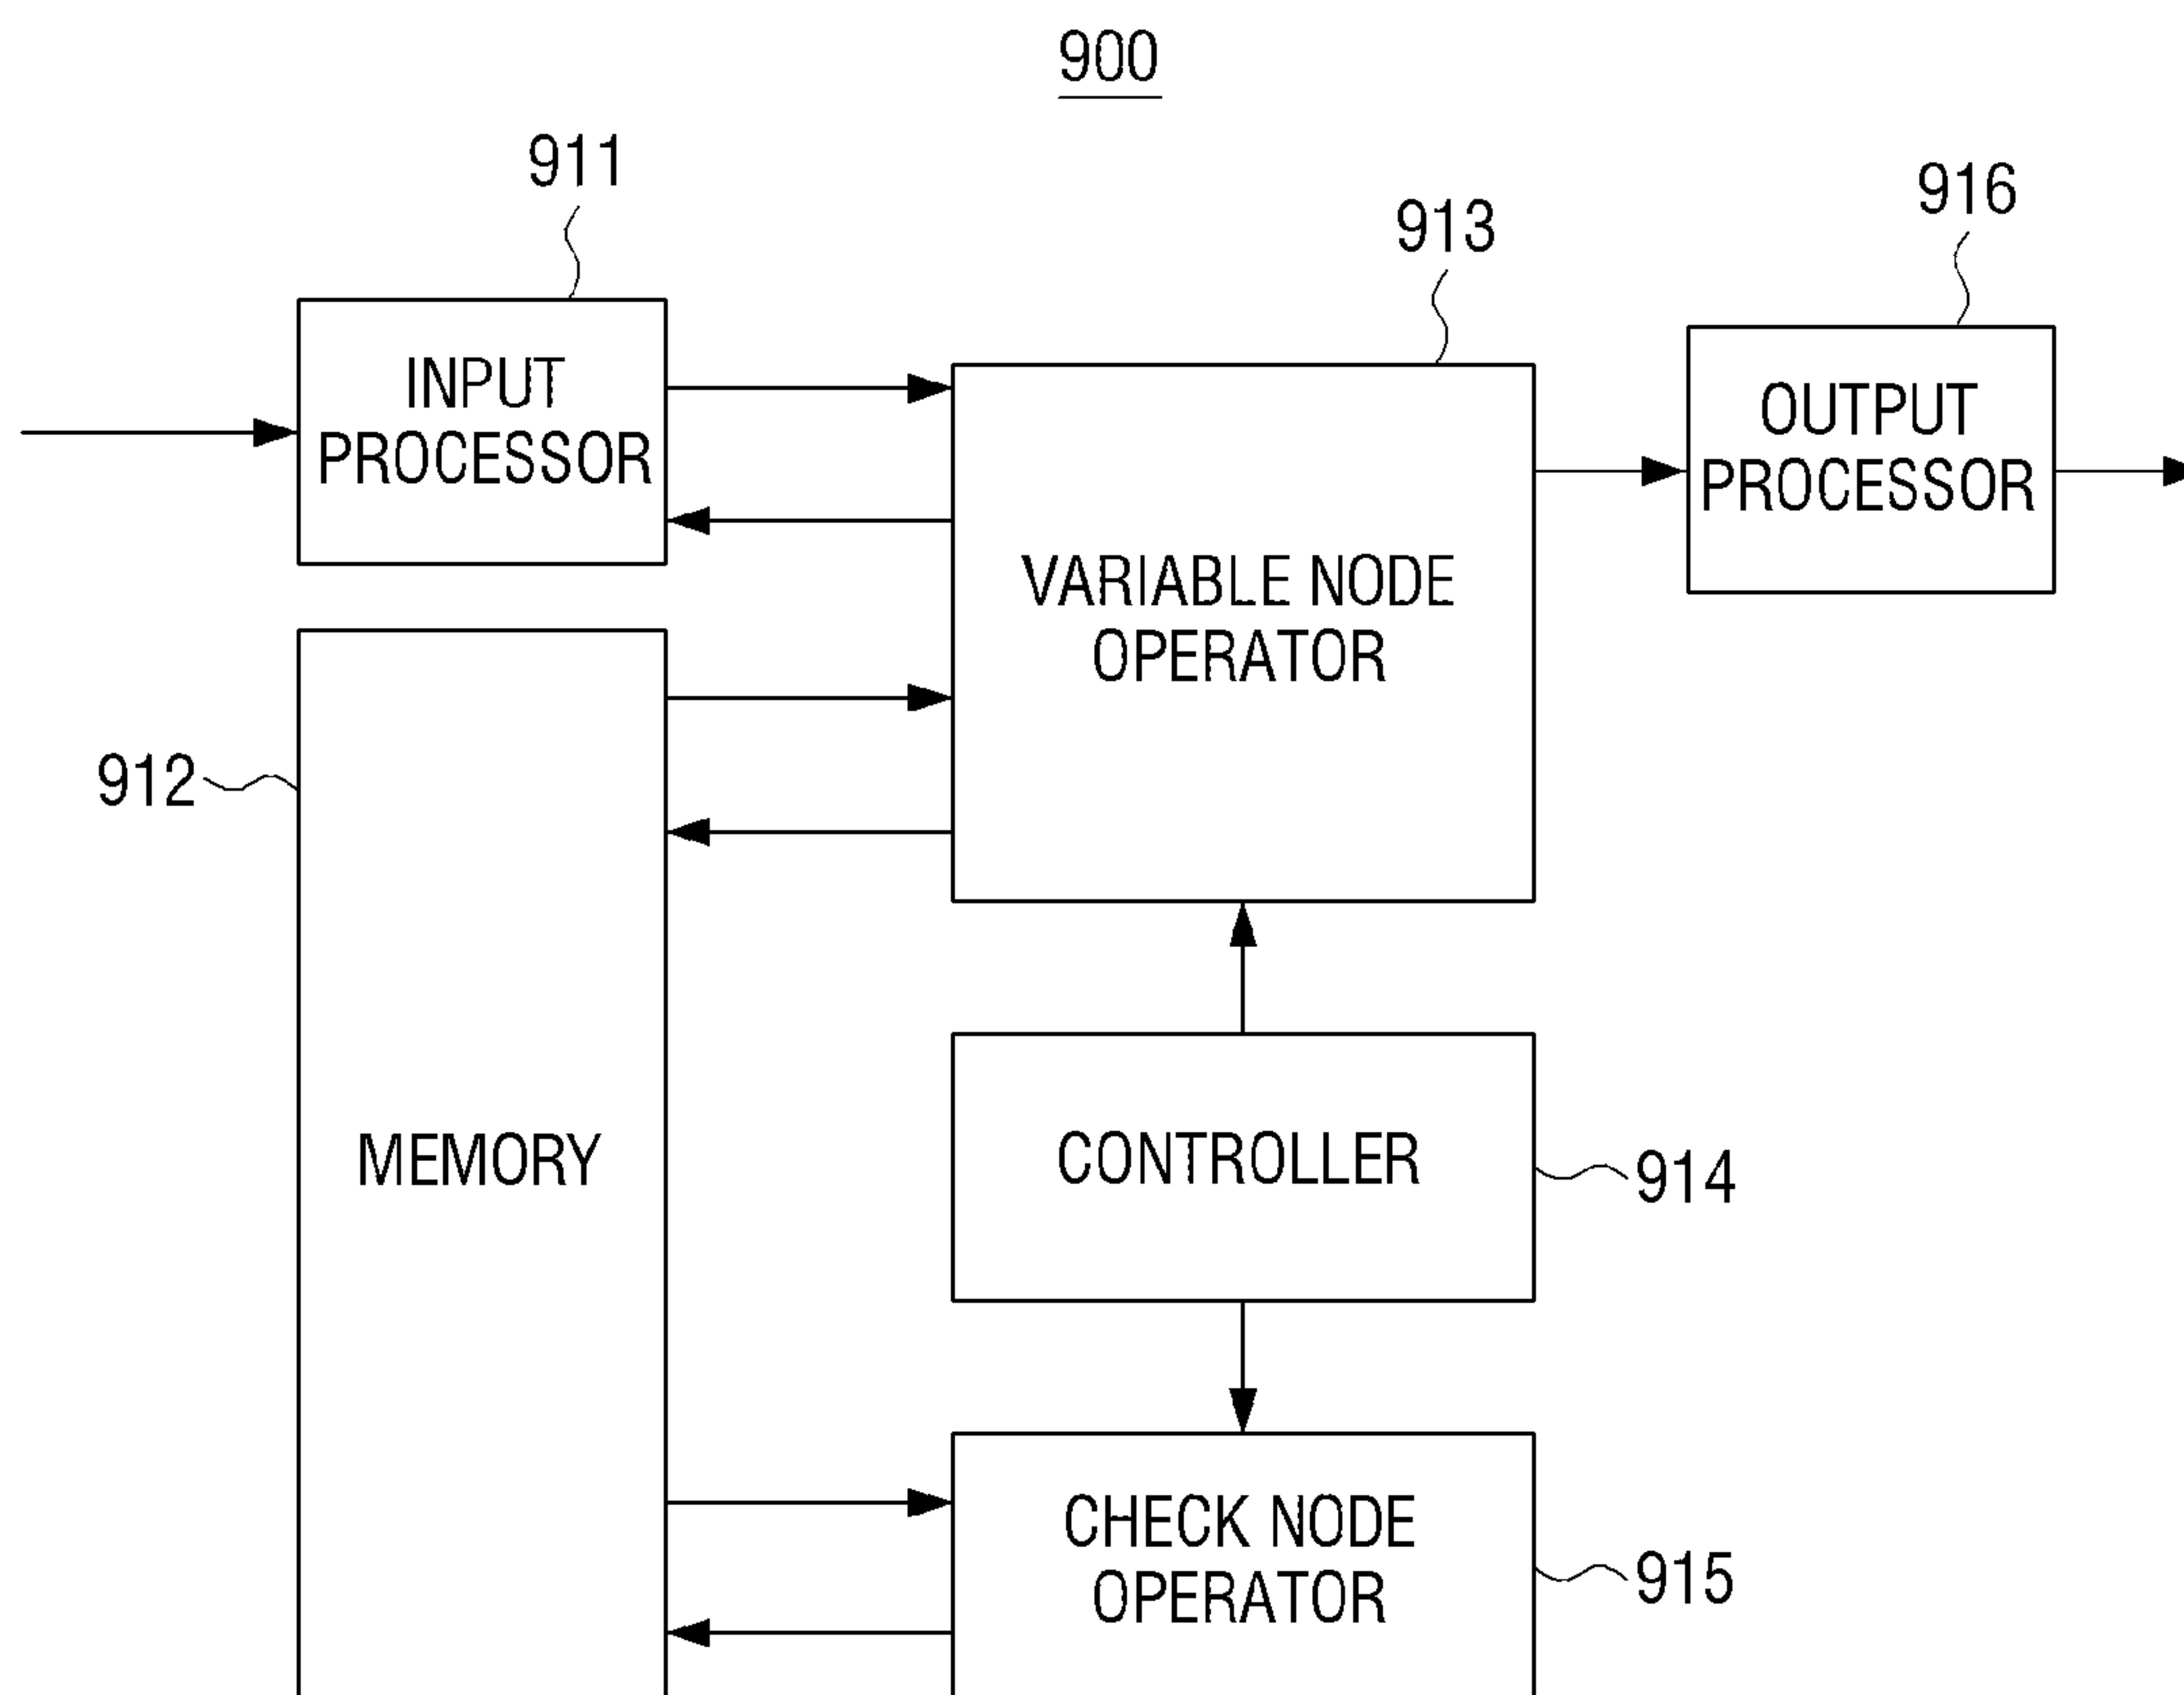 900
911
913
916
INPUT
PROCESSOR
OUTPUT
PROCESSOR
VARIABLE NODE
OPERATOR
912
MEMORY
CONTROLLER
914
CHECK NODE
OPERATOR
915